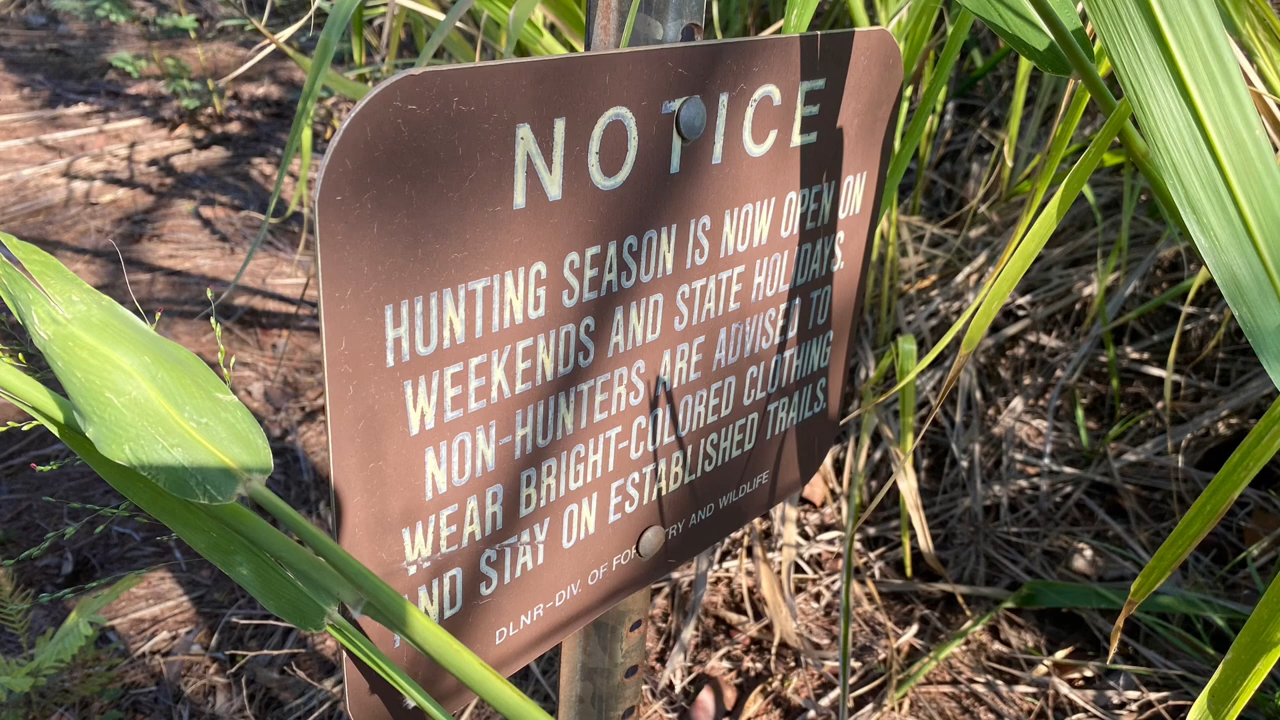 NOTICE
HUNTING SEASON IS NOW OPEN ON
WEEKENDS AND STATE HOLIDAYS.
NON-HUNTERS ARE ADVISED TO
WEAR BRIGHT-COLORED CLOTHING
AND STAY ON ESTABLISHED TRAILS.
DLNR-DIV. OF FORESTRY AND WILDLIFE